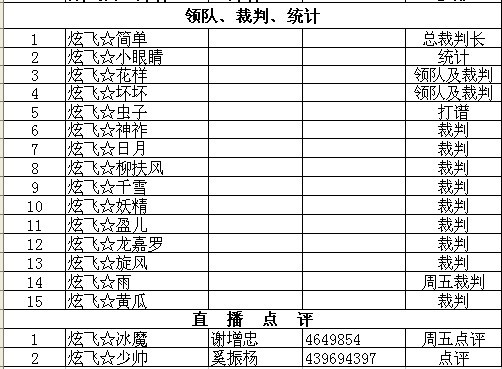 领队、裁判、统计
1 炫飞☆简单 总裁判长
2 炫飞☆小眼睛 统计
3 炫飞☆花样 领队及裁判
4 炫飞☆坏坏 领队及裁判
5 炫飞☆虫子 打谱
6 炫飞☆神祚 裁判
7 炫飞☆日月 裁判
8 炫飞☆柳扶风 裁判
9 炫飞☆千雪 裁判
10 炫飞☆妖精 裁判
11 炫飞☆盈儿 裁判
12 炫飞☆龙嘉罗 裁判
13 炫飞☆旋风 裁判
14 炫飞☆雨 周五裁判
15 炫飞☆黄瓜 裁判
直 播 点 评
1 炫飞☆冰魔 谢增忠 4649854 周五点评
2 炫飞☆少帅 奚振杨 439694397 点评